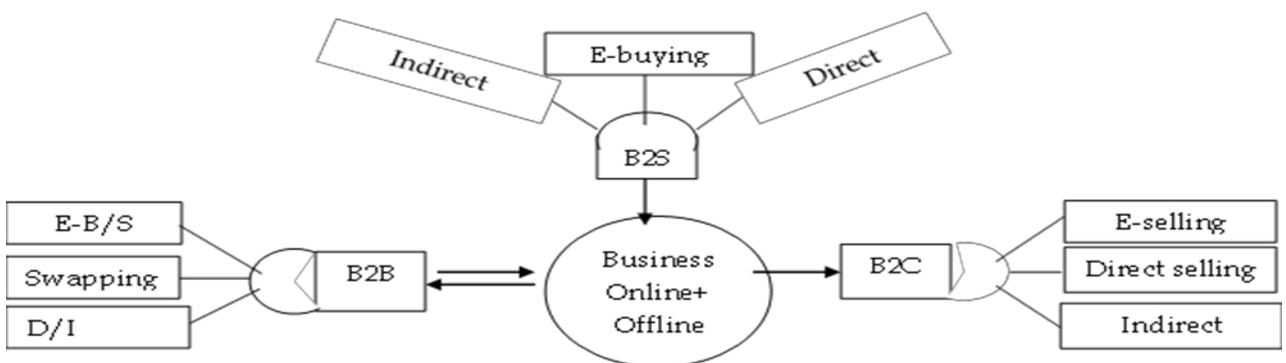 Indirect
E-buying
Direct
B2S
E-B/S
Swapping
D/I
B2B
Business
Online+
Offline
B2C
E-selling
Direct selling
Indirect